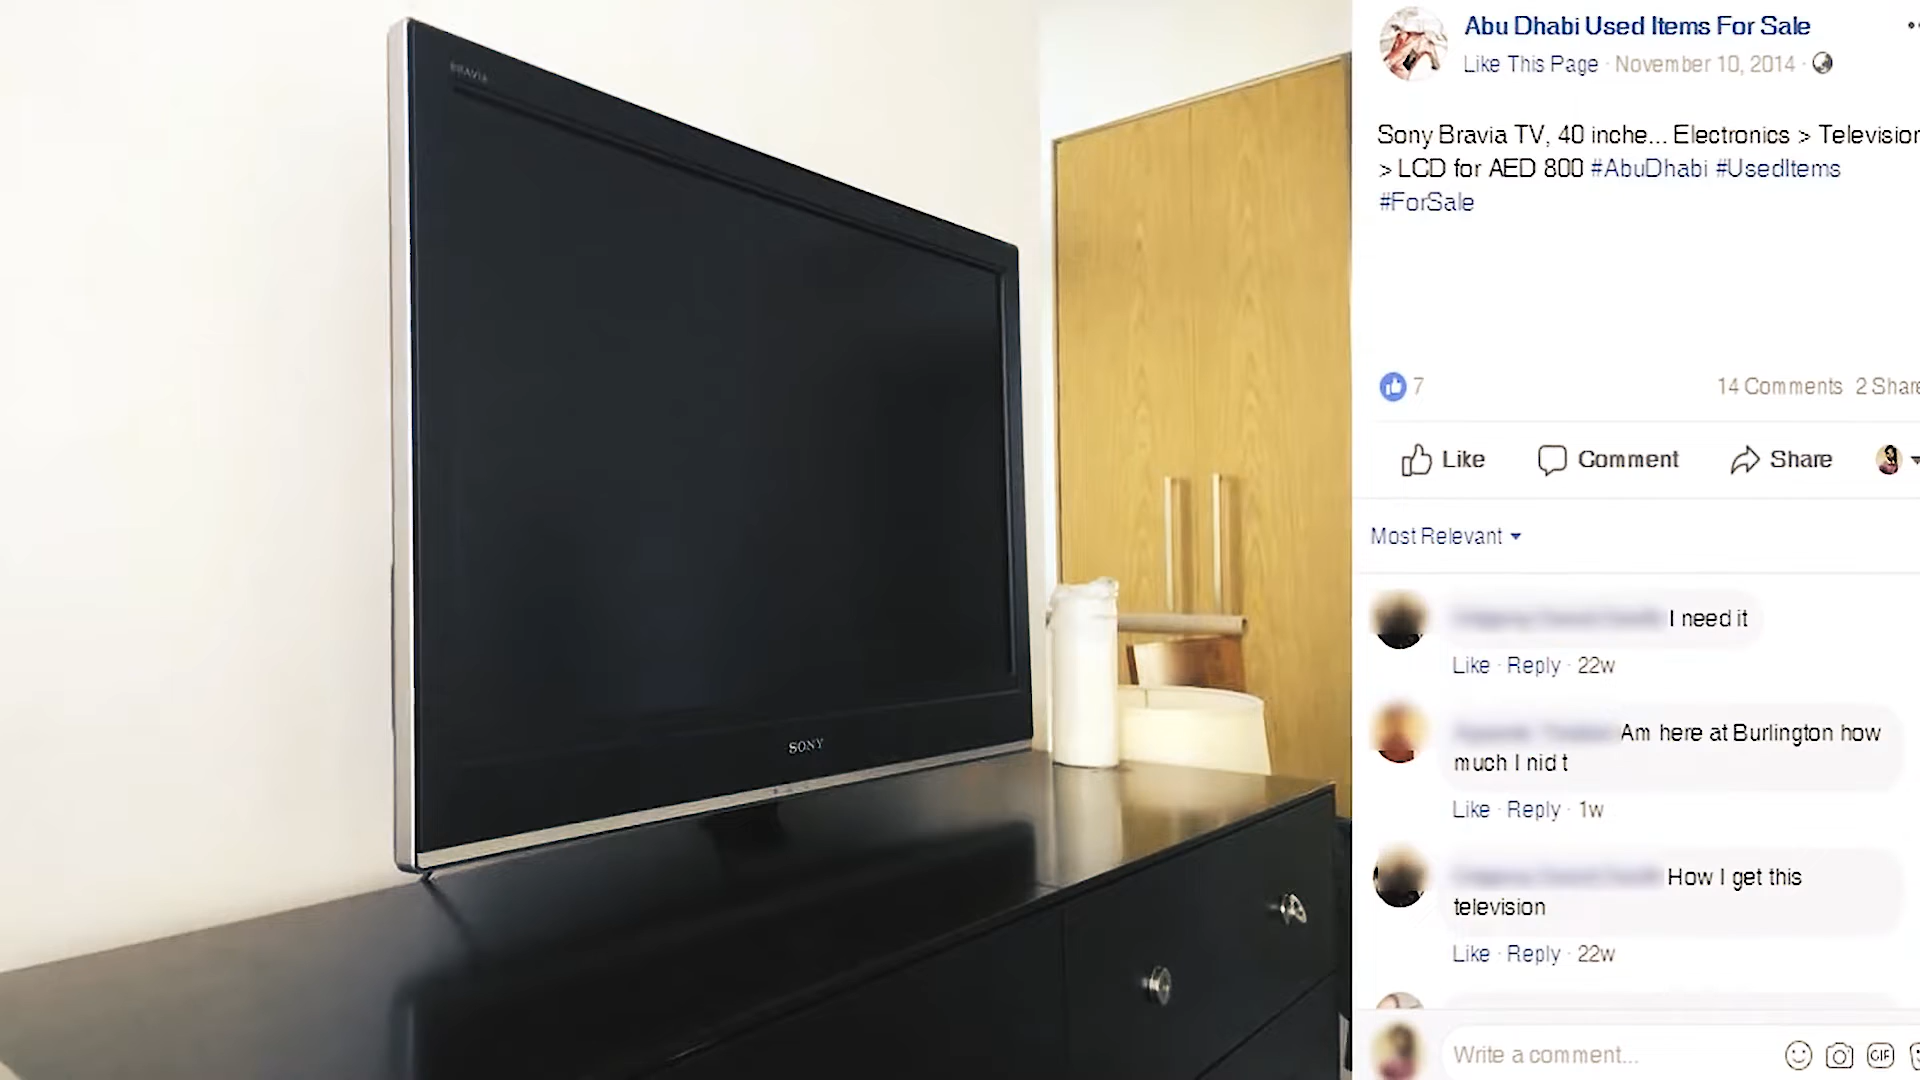 BRAVIA
SONY
Abu Dhabi Used Items For Sale
Like This Page · November 10, 2014 ·
Sony Bravia TV, 40 inche... Electronics > Television
> LCD for AED 800 #AbuDhabi #UsedItems
#ForSale
7
14 Comments 2 Share
Like Comment Share
Most Relevant
I need it
Like · Reply · 22w
Am here at Burlington how
much I nid t
Like · Reply · 1w
How I get this
television
Like · Reply · 22w
Write a comment...
GIF